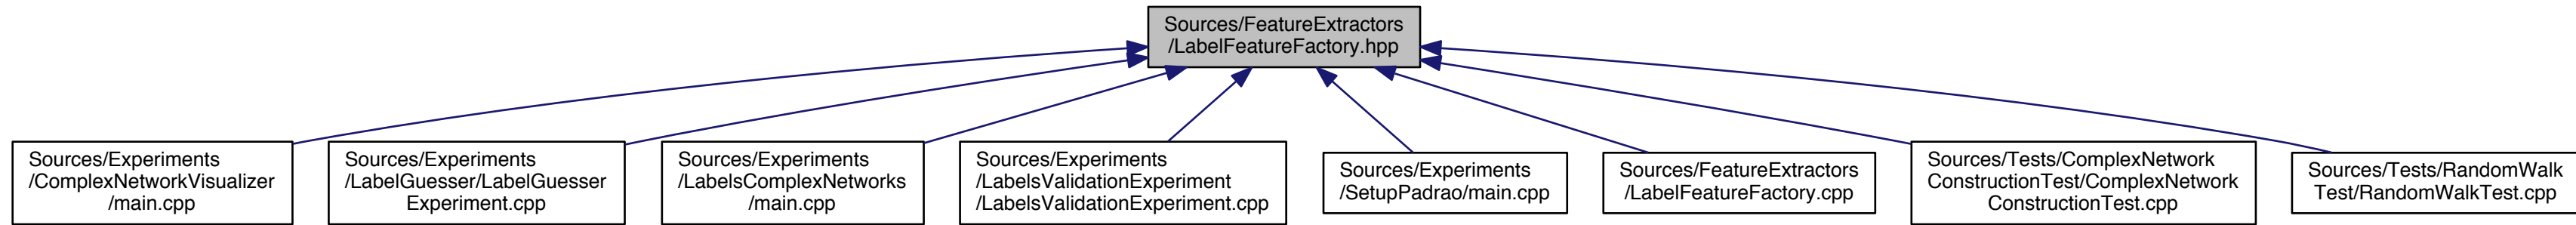 Sources/FeatureExtractors
/LabelFeatureFactory.hpp
Sources/Experiments
/ComplexNetworkVisualizer
/main.cpp
Sources/Experiments
/LabelGuesser/LabelGuesser
Experiment.cpp
Sources/Experiments
/LabelsComplexNetworks
/main.cpp
Sources/Experiments
/LabelsValidationExperiment
/LabelsValidationExperiment.cpp
Sources/Experiments
/SetupPadrao/main.cpp
Sources/FeatureExtractors
/LabelFeatureFactory.cpp
Sources/Tests/ComplexNetwork
ConstructionTest/ComplexNetwork
ConstructionTest.cpp
Sources/Tests/RandomWalk
Test/RandomWalkTest.cpp